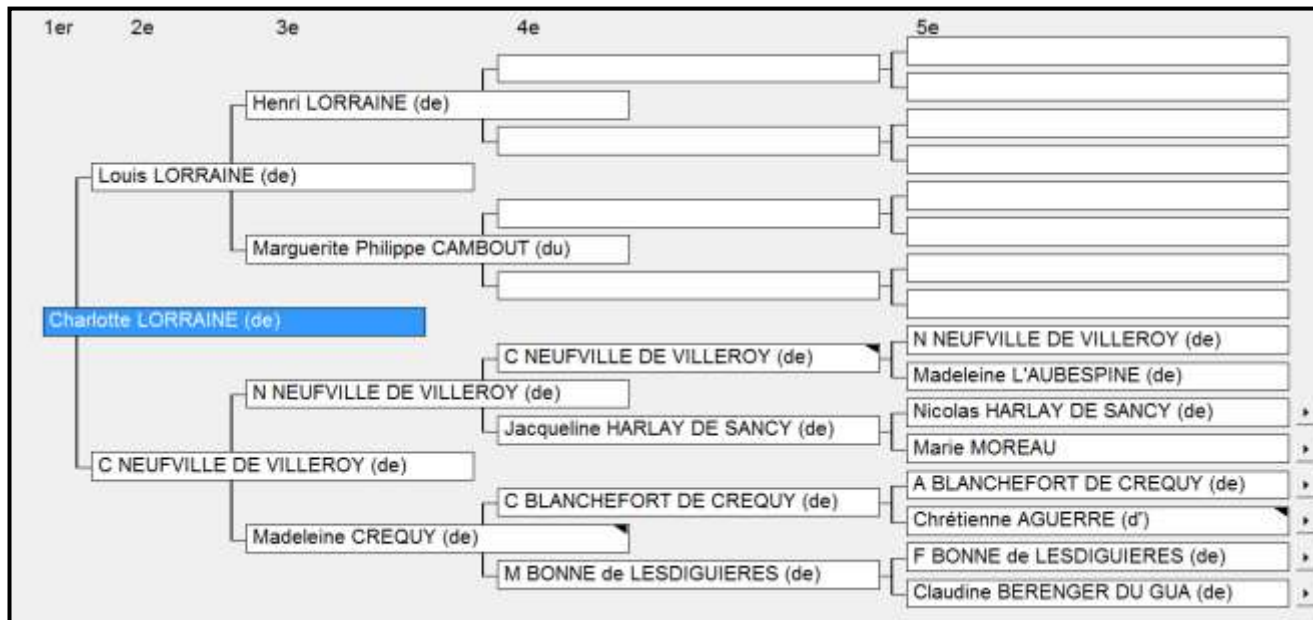 1er 2e 3e 4e 5e
Henri LORRAINE (de)
Louis LORRAINE (de)
Marguerite Philippe CAMBOUT (du)
Charlotte LORRAINE (de)
N NEUFVILLE DE VILLEROY (de)
C NEUFVILLE DE VILLEROY (de)
Madeleine L'AUBESPINE (de)
N NEUFVILLE DE VILLEROY (de)
Nicolas HARLAY DE SANCY (de)
Jacqueline HARLAY DE SANCY (de)
Marie MOREAU
C NEUFVILLE DE VILLEROY (de)
A BLANCHEFORT DE CREQUY (de)
C BLANCHEFORT DE CREQUY (de)
Chrétienne AGUERRE (d')
Madeleine CREQUY (de)
F BONNE de LESDIGUIERES (de)
M BONNE de LESDIGUIERES (de)
Claudine BERENGER DU GUA (de)